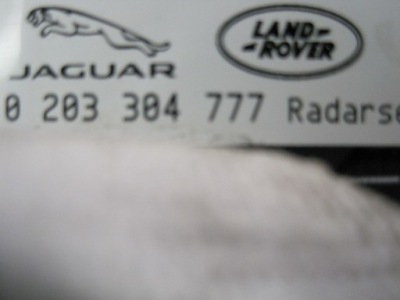 JAGUAR
LAND-
-ROVER
0 203 304 777 Radarse